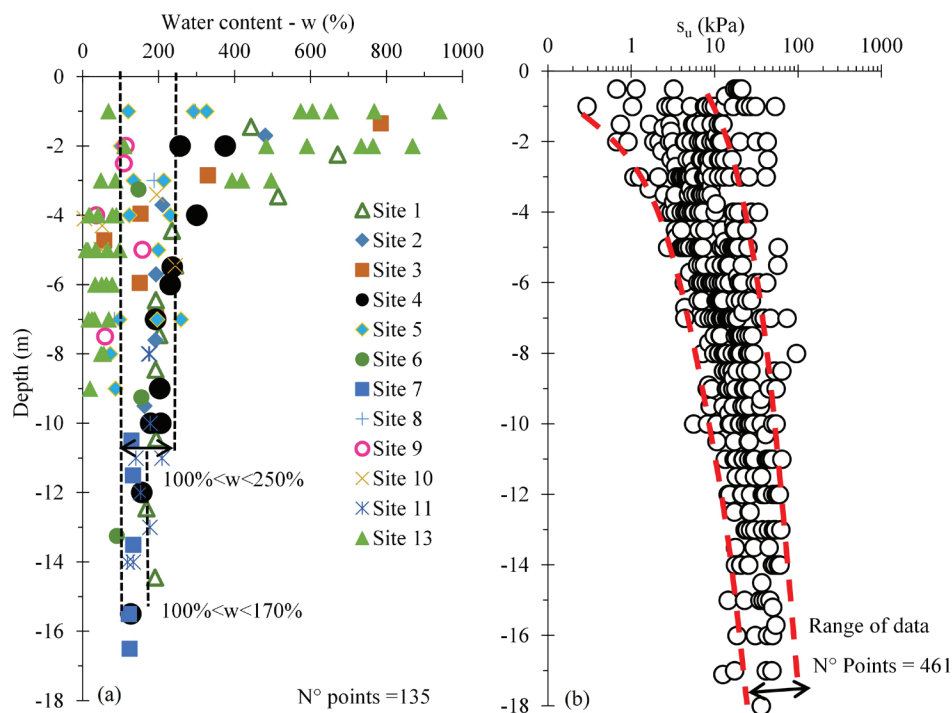 Water content - w (%)
0 200 400 600 800 1000
0
-2
-4
-6
-8
-10
-12
-14
-16
-18
Depth (m)
Site 1
Site 2
Site 3
Site 4
Site 5
Site 6
Site 7
Site 8
Site 9
Site 10
Site 11
Site 13
100%<w<250%
100%<w<170%
(a)
N° points =135
s_u (kPa)
0 1 10 100 1000
0
-2
-4
-6
-8
-10
-12
-14
-16
-18
Range of data
N° Points = 461
(b)